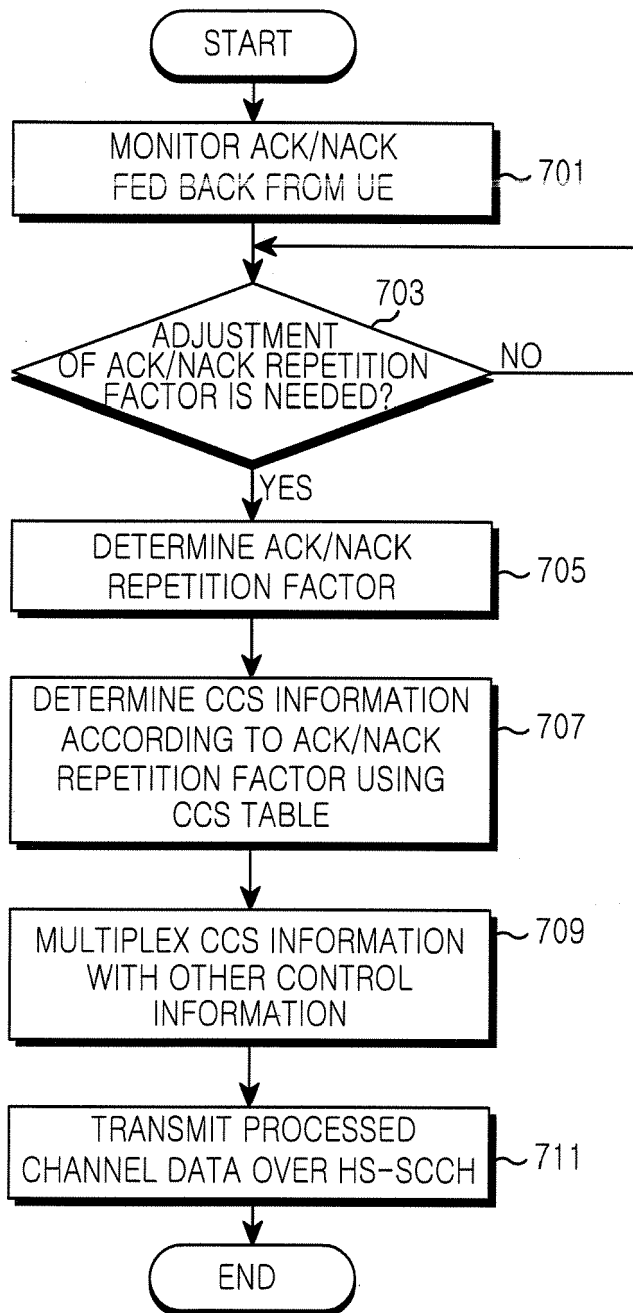 START
MONITOR ACK/NACK
FED BACK FROM UE
701
703
ADJUSTMENT
OF ACK/NACK REPETITION
FACTOR IS NEEDED?
NO
YES
DETERMINE ACK/NACK
REPETITION FACTOR
705
DETERMINE CCS INFORMATION
ACCORDING TO ACK/NACK
REPETITION FACTOR USING
CCS TABLE
707
MULTIPLEX CCS INFORMATION
WITH OTHER CONTROL
INFORMATION
709
TRANSMIT PROCESSED
CHANNEL DATA OVER HS-SCCH
711
END